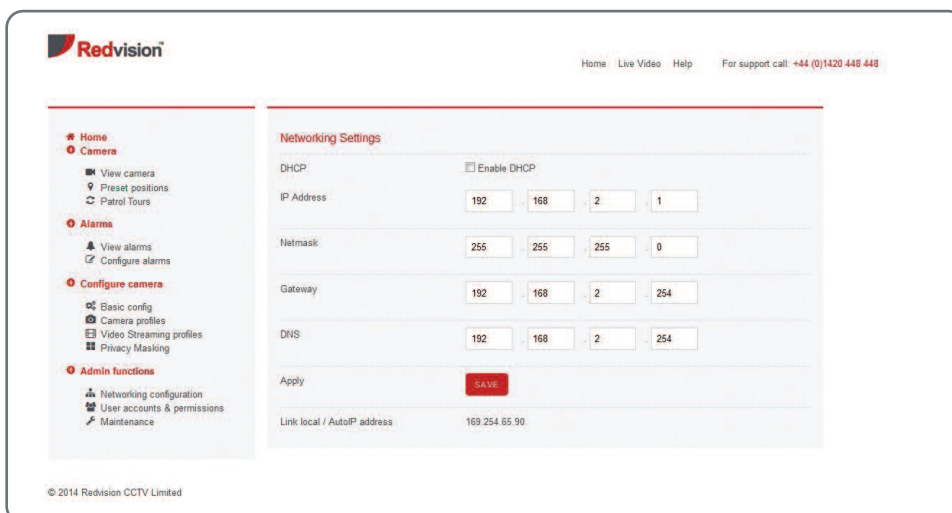 Redvision™
Home Live Video Help For support call: +44 (0)1420 448 448
Home
Camera
View camera
Preset positions
Patrol Tours
Alarms
View alarms
Configure alarms
Configure camera
Basic config
Camera profiles
Video Streaming profiles
Privacy Masking
Admin functions
Networking configuration
User accounts & permissions
Maintenance
Networking Settings
DHCP Enable DHCP
IP Address 192 . 168 . 2 . 1
Netmask 255 . 255 . 255 . 0
Gateway 192 . 168 . 2 . 254
DNS 192 . 168 . 2 . 254
Apply SAVE
Link local / AutoIP address 169.254.65.90
© 2014 Redvision CCTV Limited